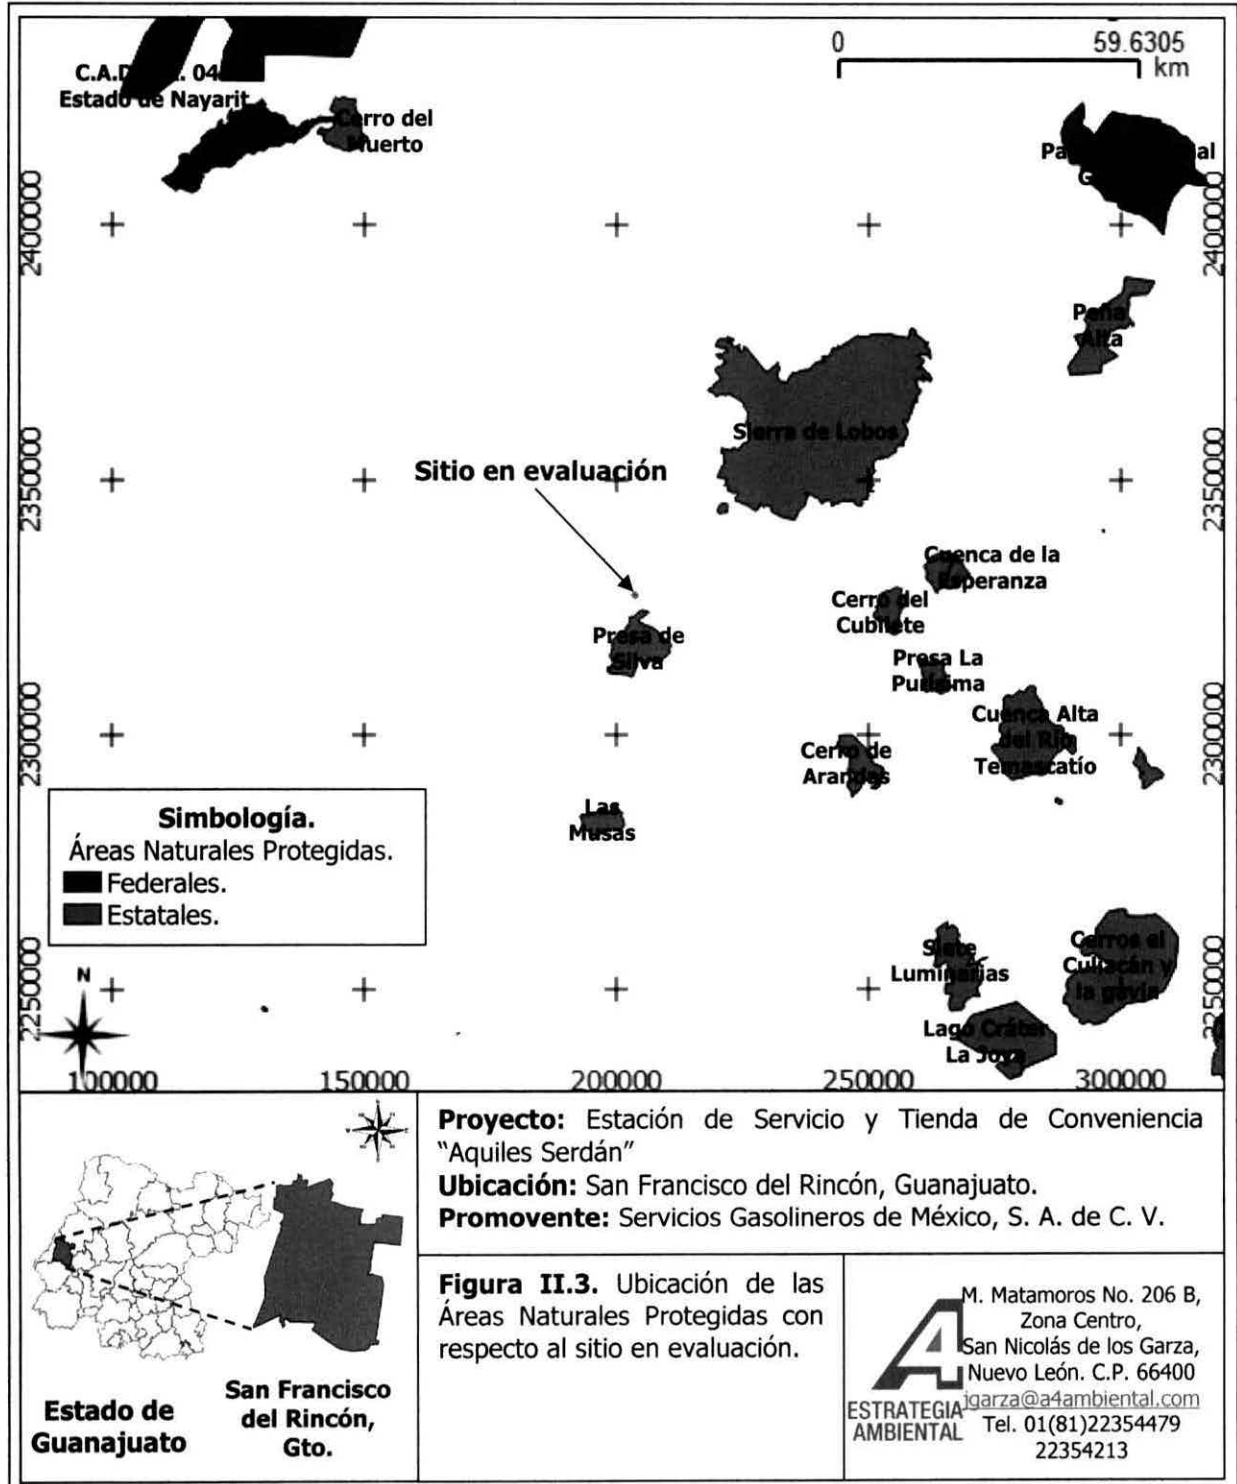 0 59.6305
km
C.A.D. 04
Estado de Nayarit
Cerro del
Muerto
2400000
2400000
Peña
Alta
Sierra de Lobos
2350000
2350000
Sitio en evaluación
Cuenca de la
Esperanza
Cerro del
Cubilete
Presa de
Silva
Presa La
Purísima
Cuenca Alta
del Río
Temascatío
2300000
2300000
Cerro de
Arandas
Las
Musas
Simbología.
Áreas Naturales Protegidas.
Federales.
Estatales.
Siete
Luminarias
Cerros el
Culiacán y
la gavia
Lago Cráter
La Joya
2250000
2250000
N
100000 150000 200000 250000 300000
Proyecto: Estación de Servicio y Tienda de Conveniencia
“Aquiles Serdán”
Ubicación: San Francisco del Rincón, Guanajuato.
Promovente: Servicios Gasolineros de México, S. A. de C. V.
Estado de
Guanajuato
San Francisco
del Rincón,
Gto.
Figura II.3. Ubicación de las
Áreas Naturales Protegidas con
respecto al sitio en evaluación.
A4
ESTRATEGIA
AMBIENTAL
M. Matamoros No. 206 B,
Zona Centro,
San Nicolás de los Garza,
Nuevo León. C.P. 66400
jgarza@a4ambiental.com
Tel. 01(81)22354479
22354213